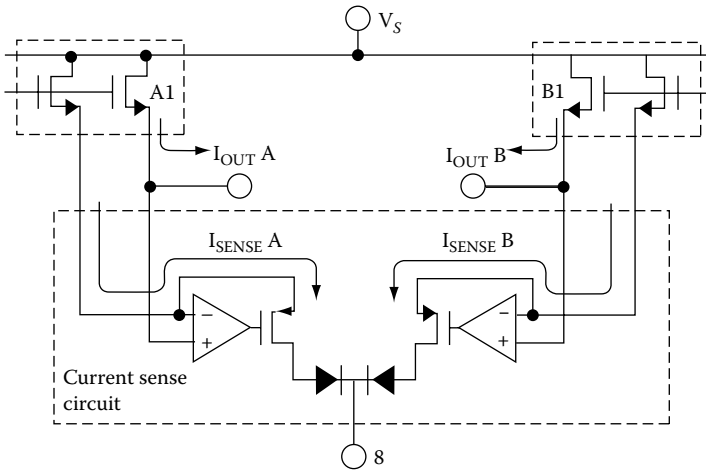 V_S
A1
B1
I_OUT A
I_OUT B
I_SENSE A
I_SENSE B
−
+
−
+
Current sense
circuit
8